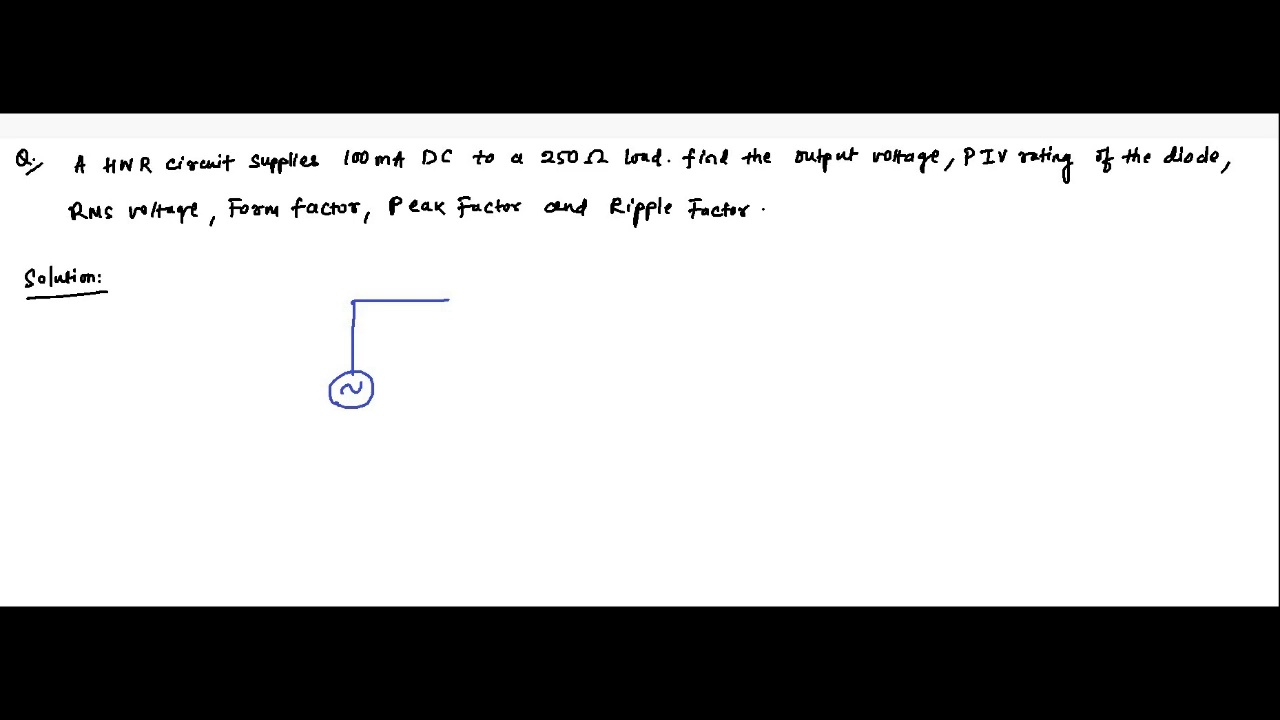 Q. A HWR circuit supplies 100 mA DC to a 250 Ω load. find the output voltage, PIV rating of the diode,
RMS voltage, Form factor, Peak Factor and Ripple Factor.
Solution:
~